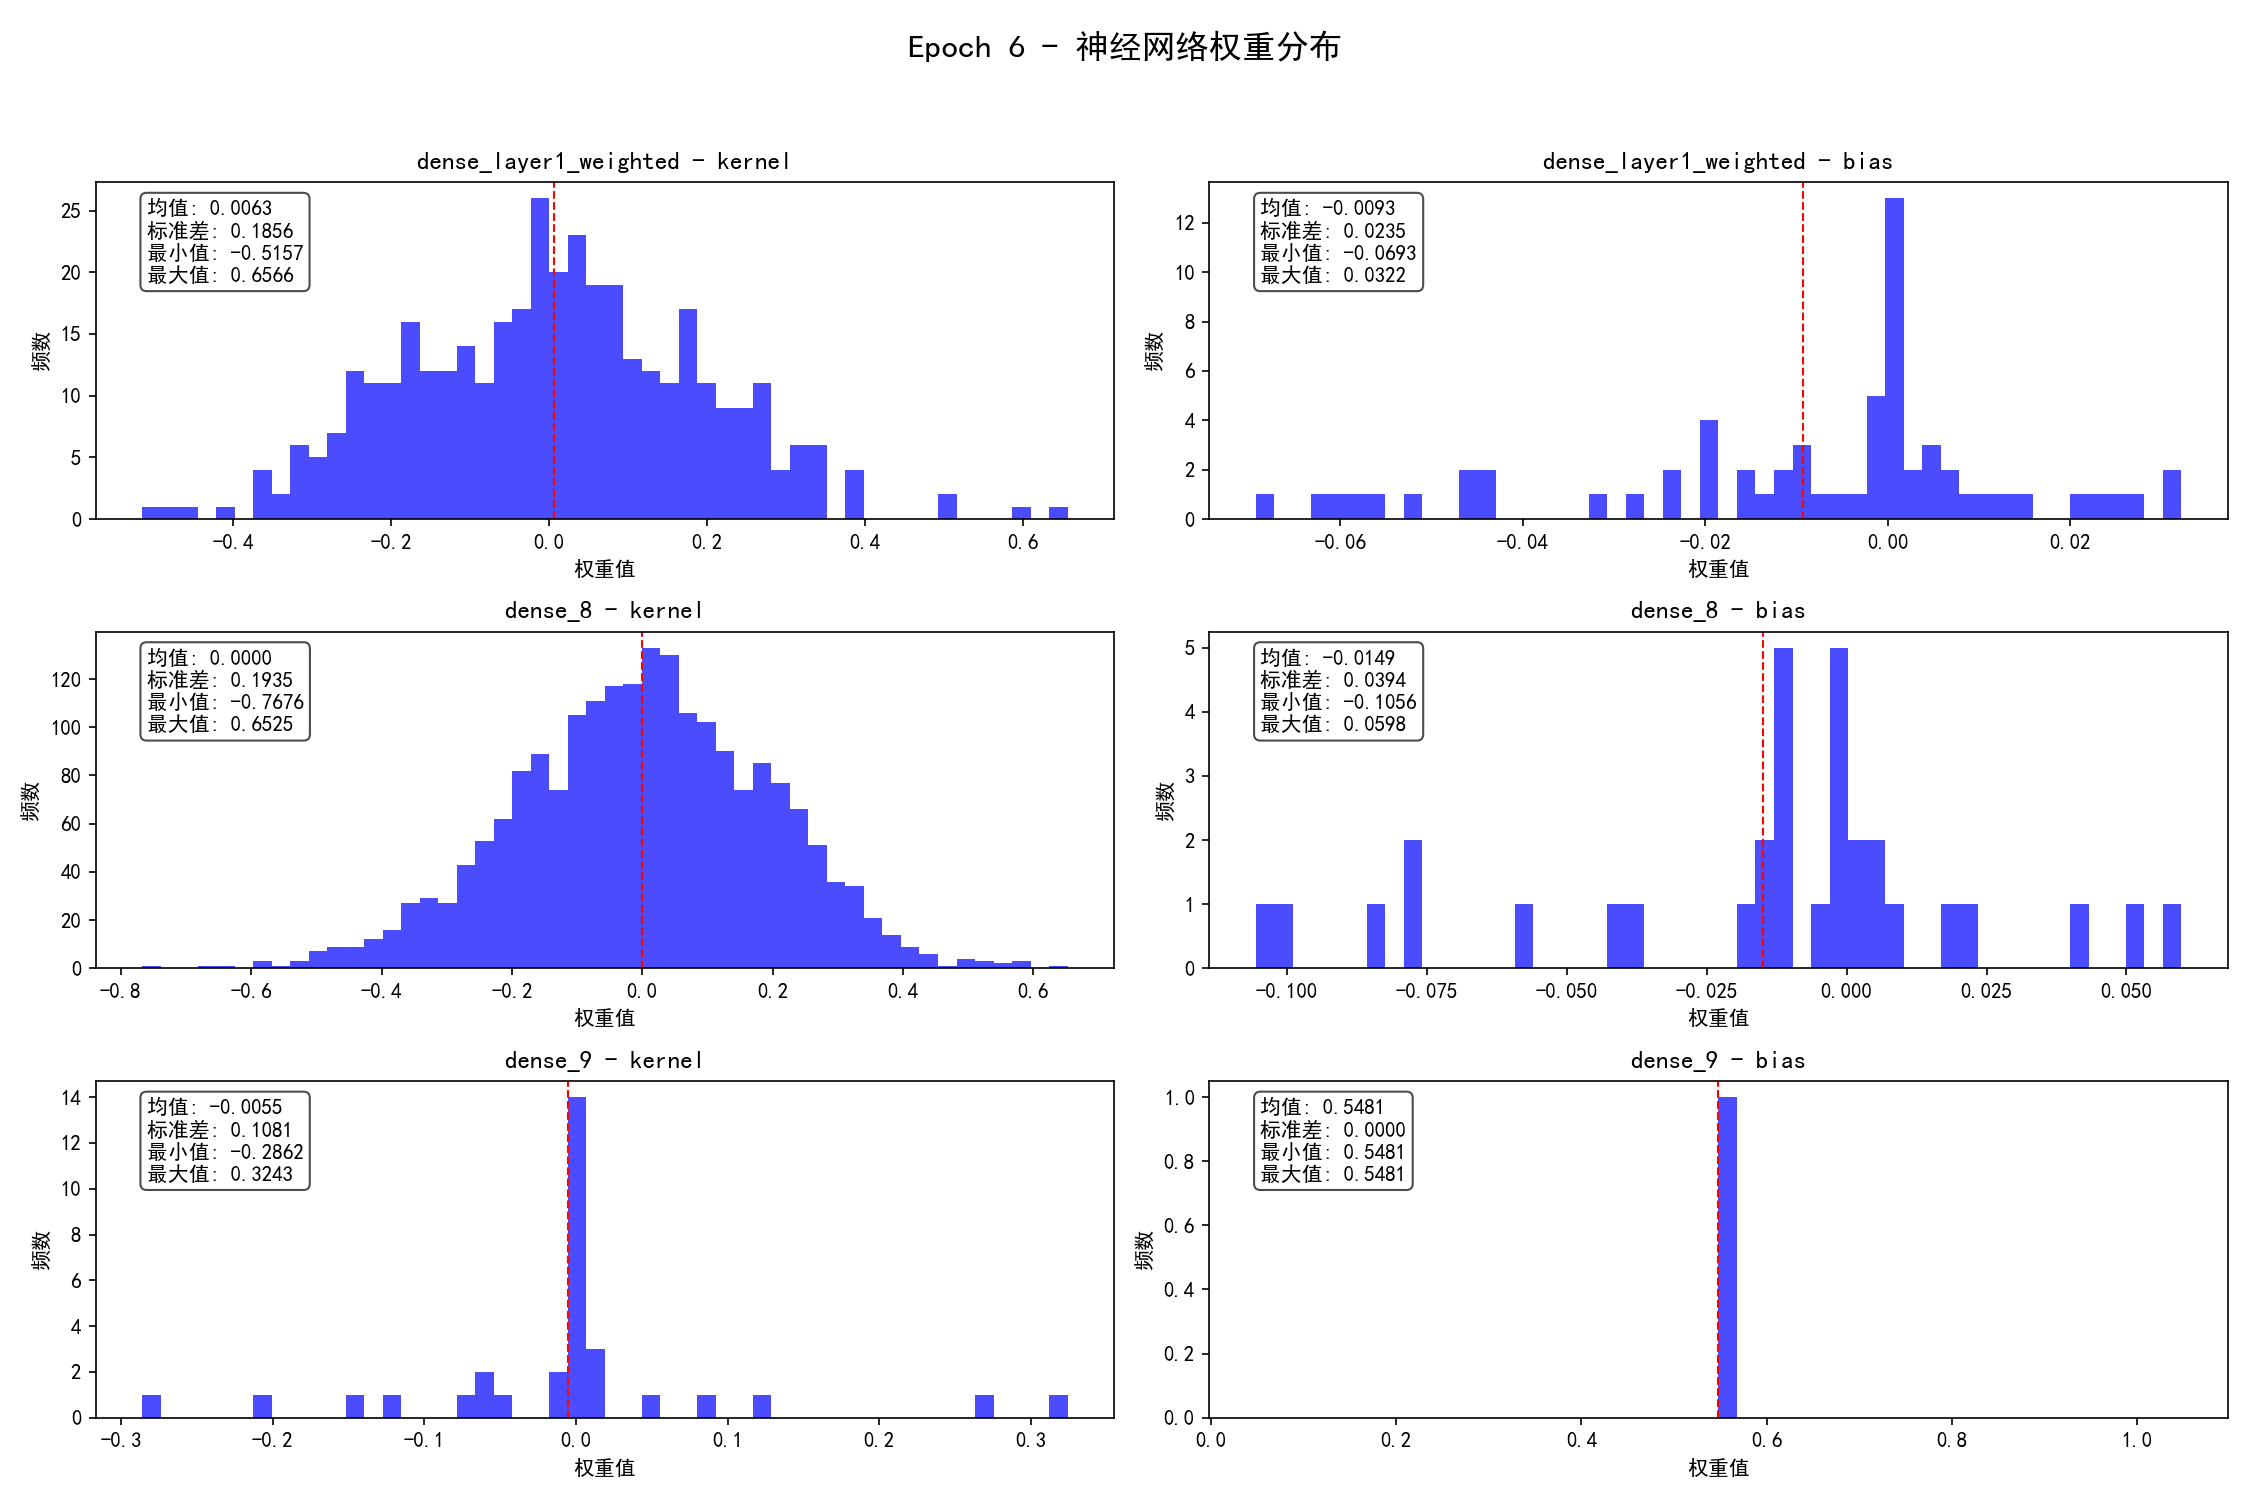 Epoch 6 - 神经网络权重分布
dense_layer1_weighted - kernel
均值: 0.0063
标准差: 0.1856
最小值: -0.5157
最大值: 0.6566
频数
25
20
15
10
5
0
-0.4 -0.2 0.0 0.2 0.4 0.6
权重值
dense_layer1_weighted - bias
均值: -0.0093
标准差: 0.0235
最小值: -0.0693
最大值: 0.0322
频数
12
10
8
6
4
2
0
-0.06 -0.04 -0.02 0.00 0.02
权重值
dense_8 - kernel
均值: 0.0000
标准差: 0.1935
最小值: -0.7676
最大值: 0.6525
频数
120
100
80
60
40
20
0
-0.8 -0.6 -0.4 -0.2 0.0 0.2 0.4 0.6
权重值
dense_8 - bias
均值: -0.0149
标准差: 0.0394
最小值: -0.1056
最大值: 0.0598
频数
5
4
3
2
1
0
-0.100 -0.075 -0.050 -0.025 0.000 0.025 0.050
权重值
dense_9 - kernel
均值: -0.0055
标准差: 0.1081
最小值: -0.2862
最大值: 0.3243
频数
14
12
10
8
6
4
2
0
-0.3 -0.2 -0.1 0.0 0.1 0.2 0.3
权重值
dense_9 - bias
均值: 0.5481
标准差: 0.0000
最小值: 0.5481
最大值: 0.5481
频数
1.0
0.8
0.6
0.4
0.2
0.0
0.0 0.2 0.4 0.6 0.8 1.0
权重值